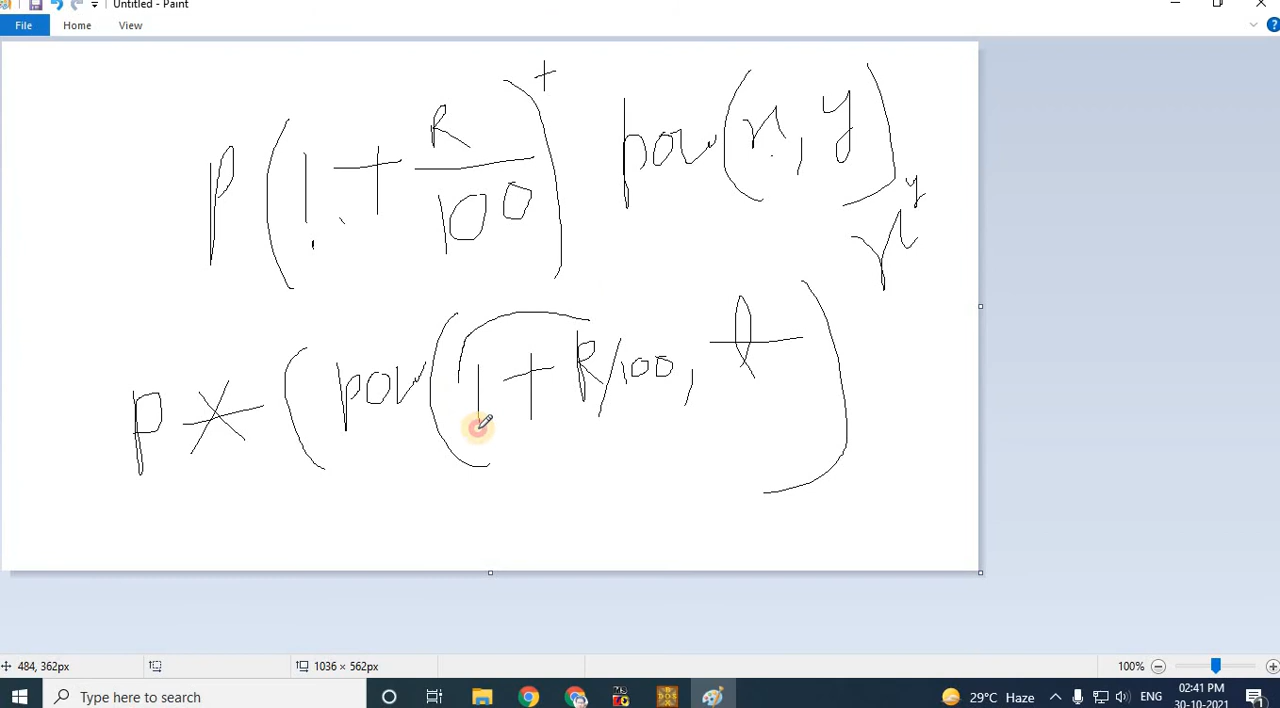 Untitled - Paint
File Home View
P(1 + R/100)^t pow(x, y)
x^y
P * (pow(1 + R/100, t)
484, 362px 1036 × 562px 100%
Type here to search 29°C Haze ENG 02:41 PM 30-10-2021